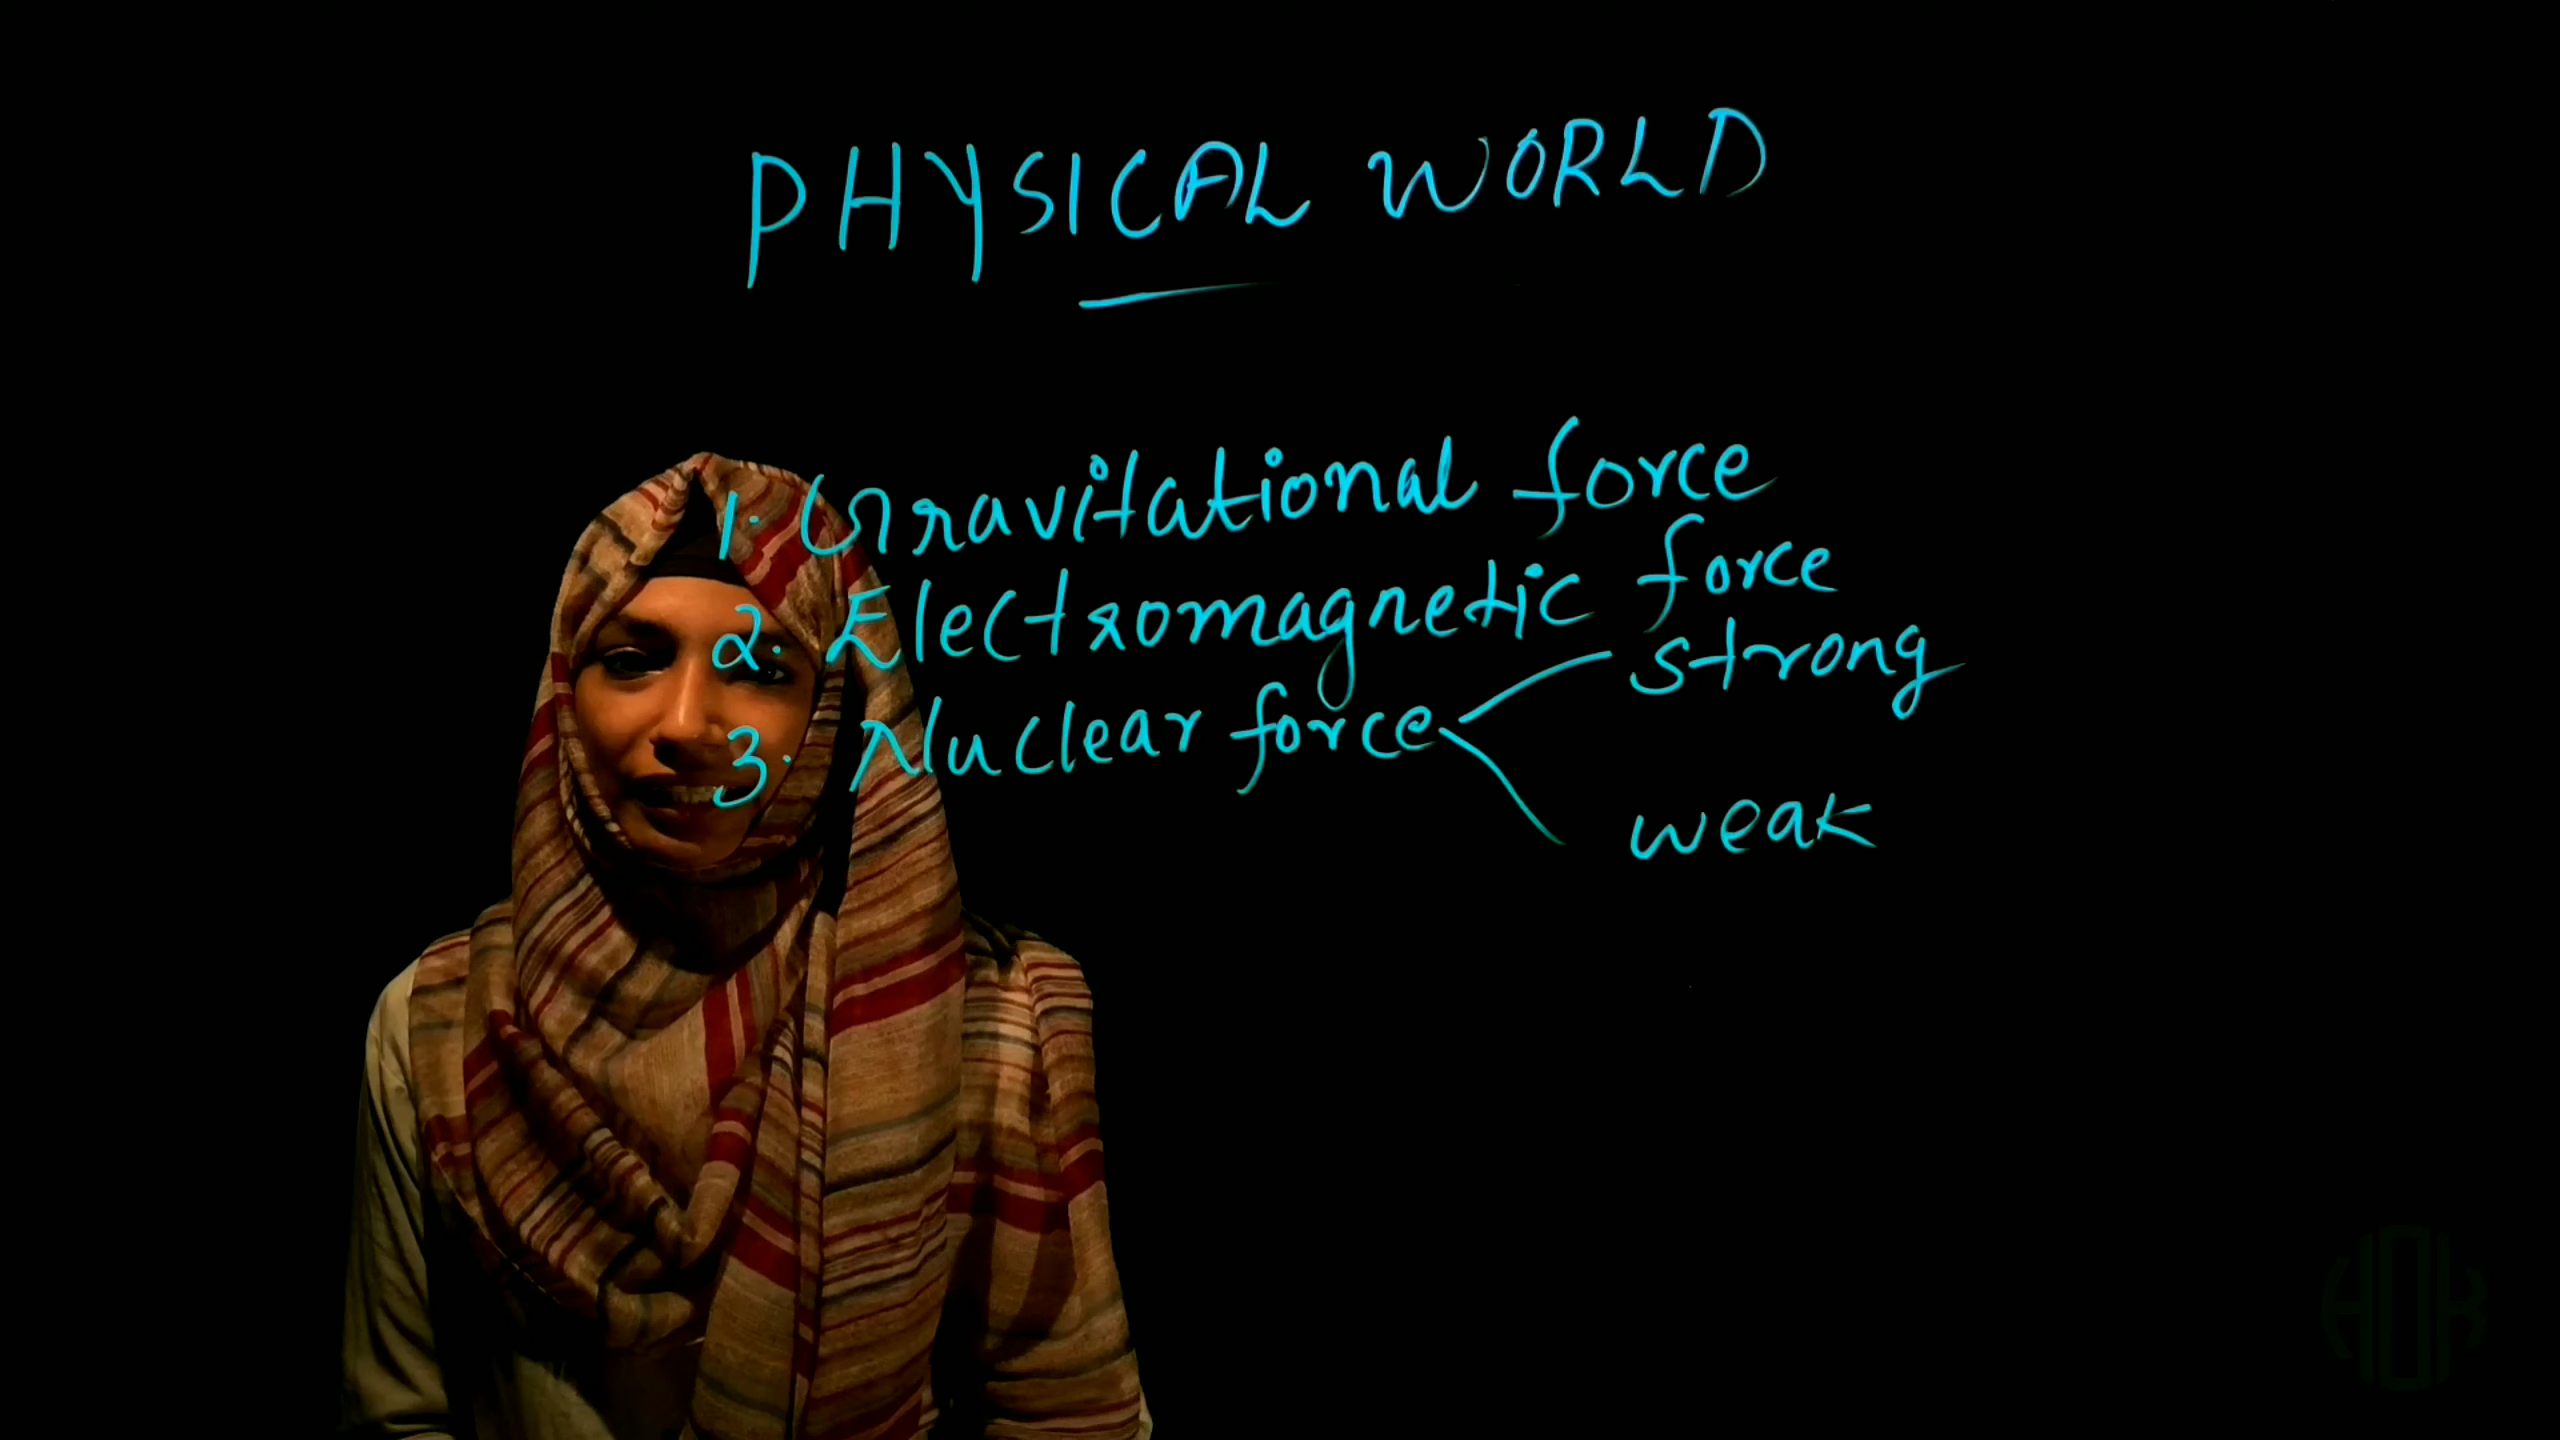 PHYSICAL WORLD
1. Gravitational force
2. Electromagnetic force
3. Nuclear force
strong
weak